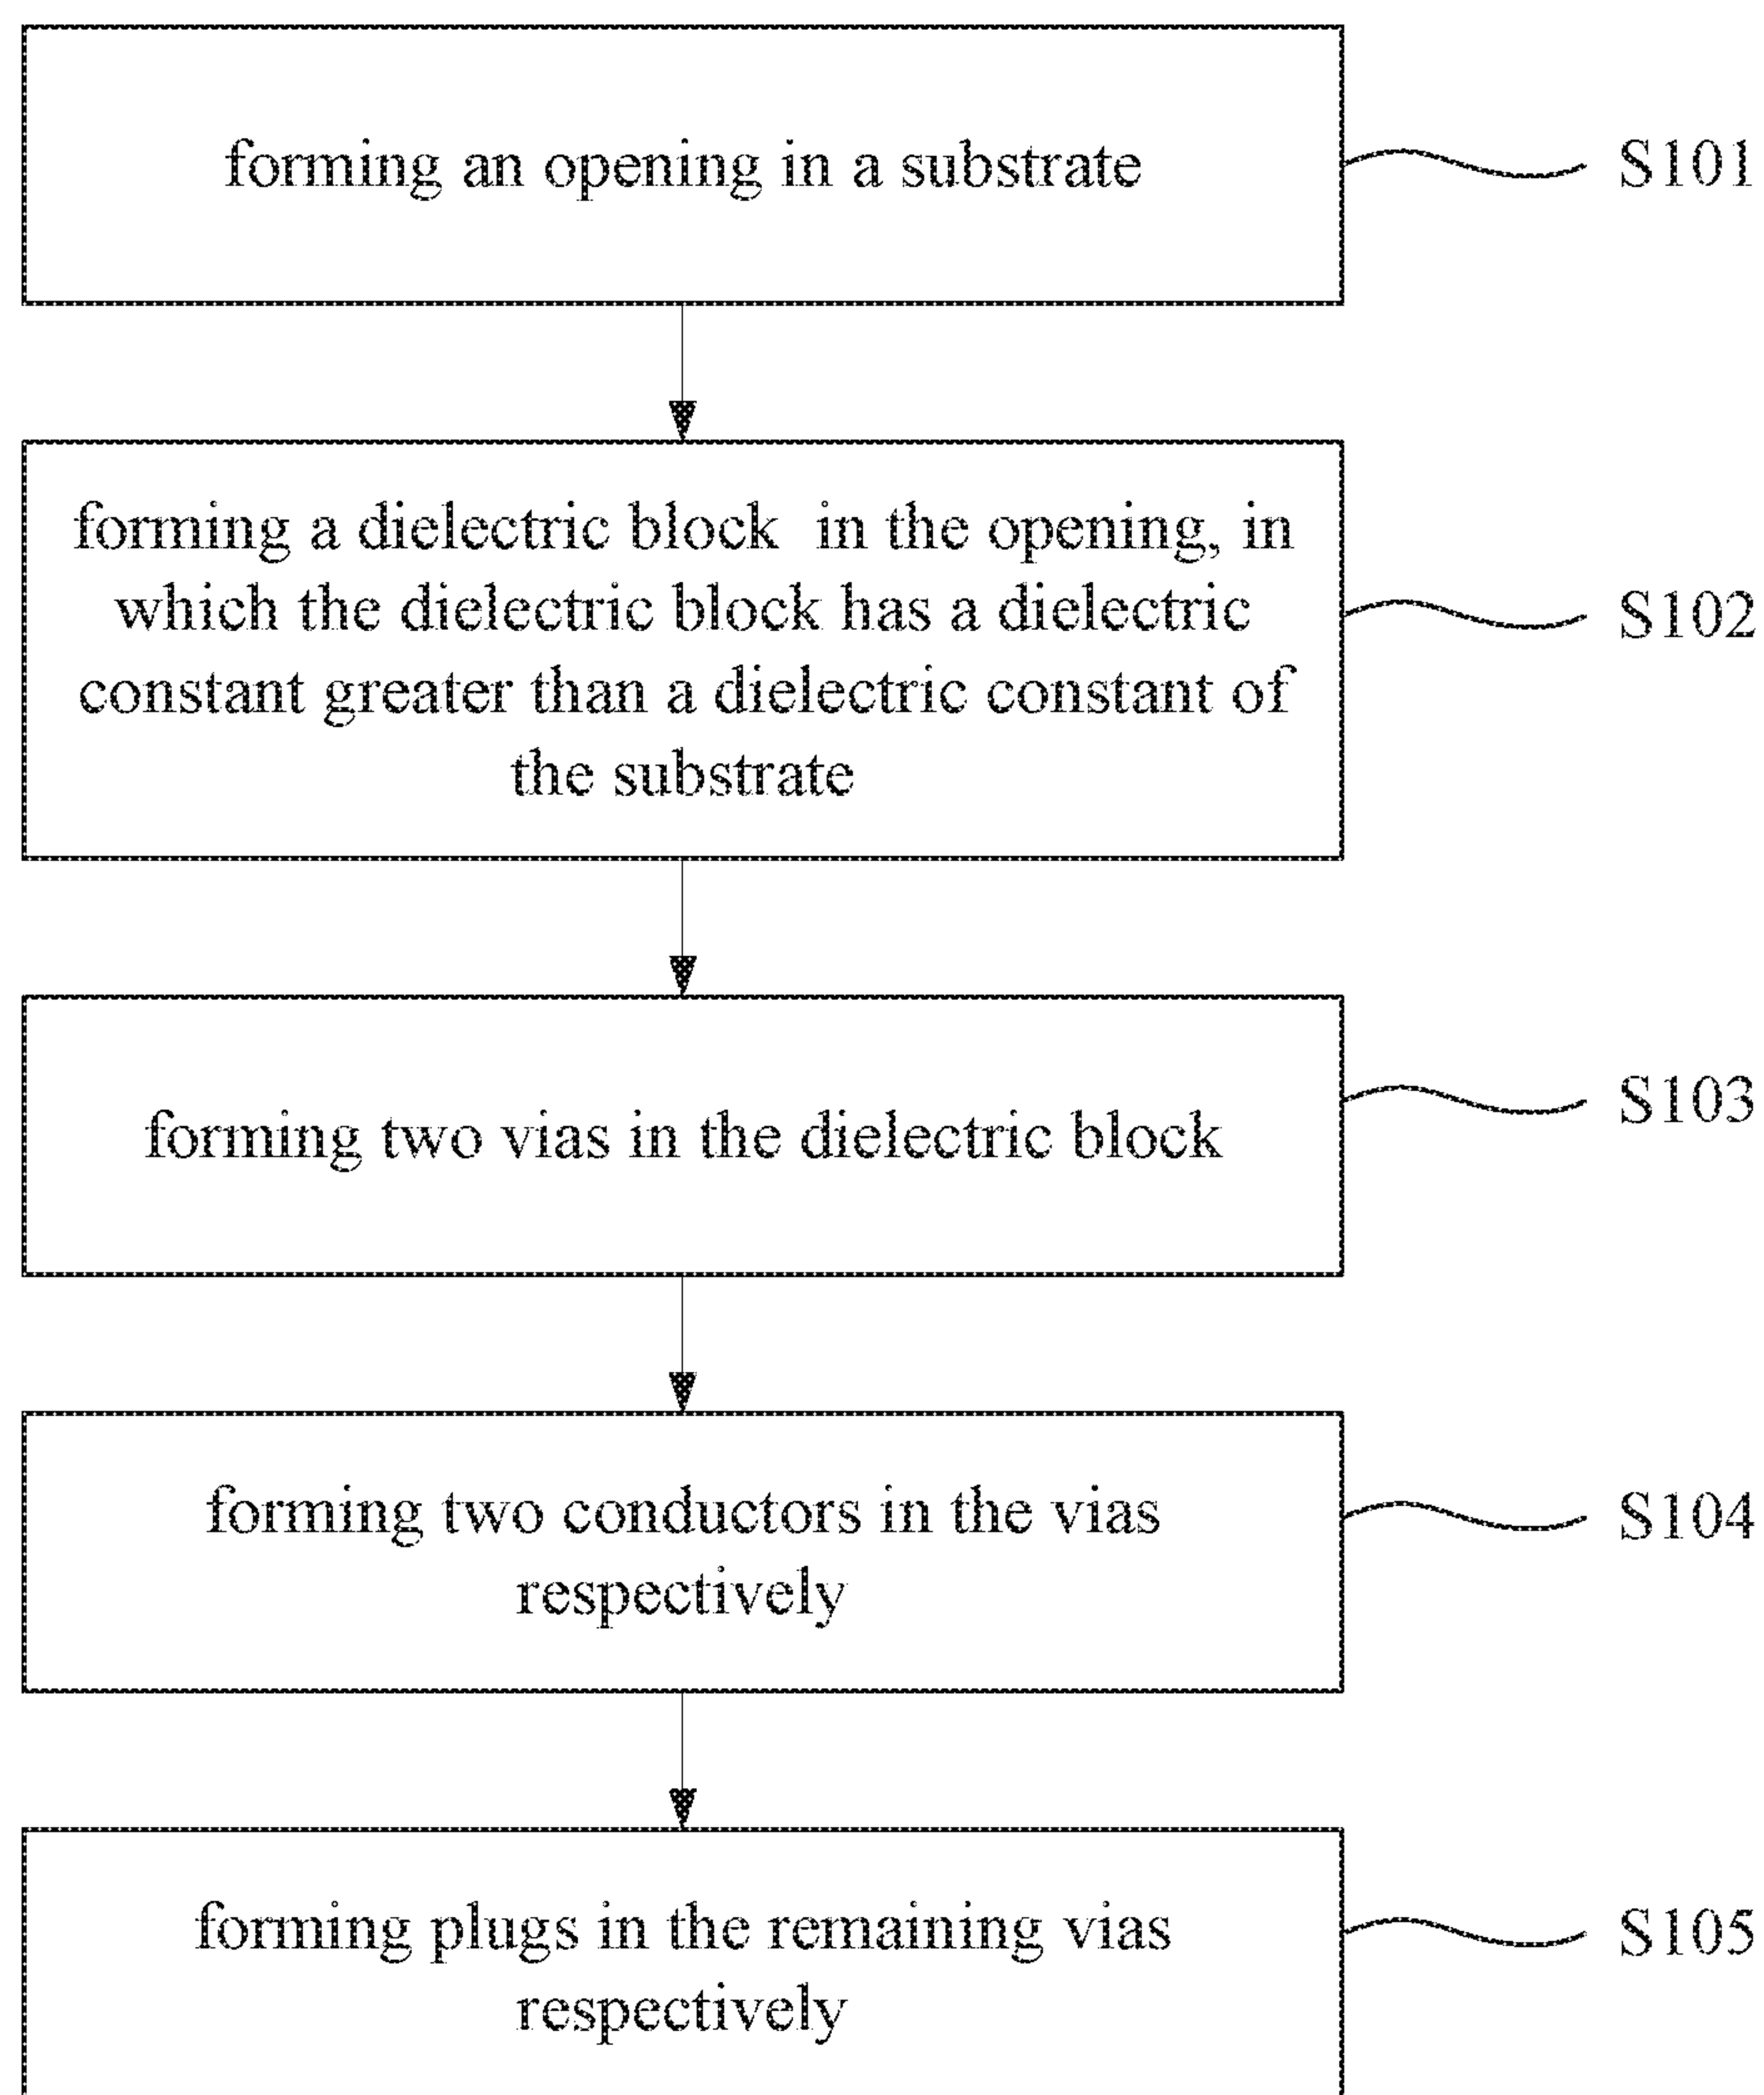 forming an opening in a substrate
S101
forming a dielectric block in the opening, in
which the dielectric block has a dielectric
constant greater than a dielectric constant of
the substrate
S102
forming two vias in the dielectric block
S103
forming two conductors in the vias
respectively
S104
forming plugs in the remaining vias
respectively
S105